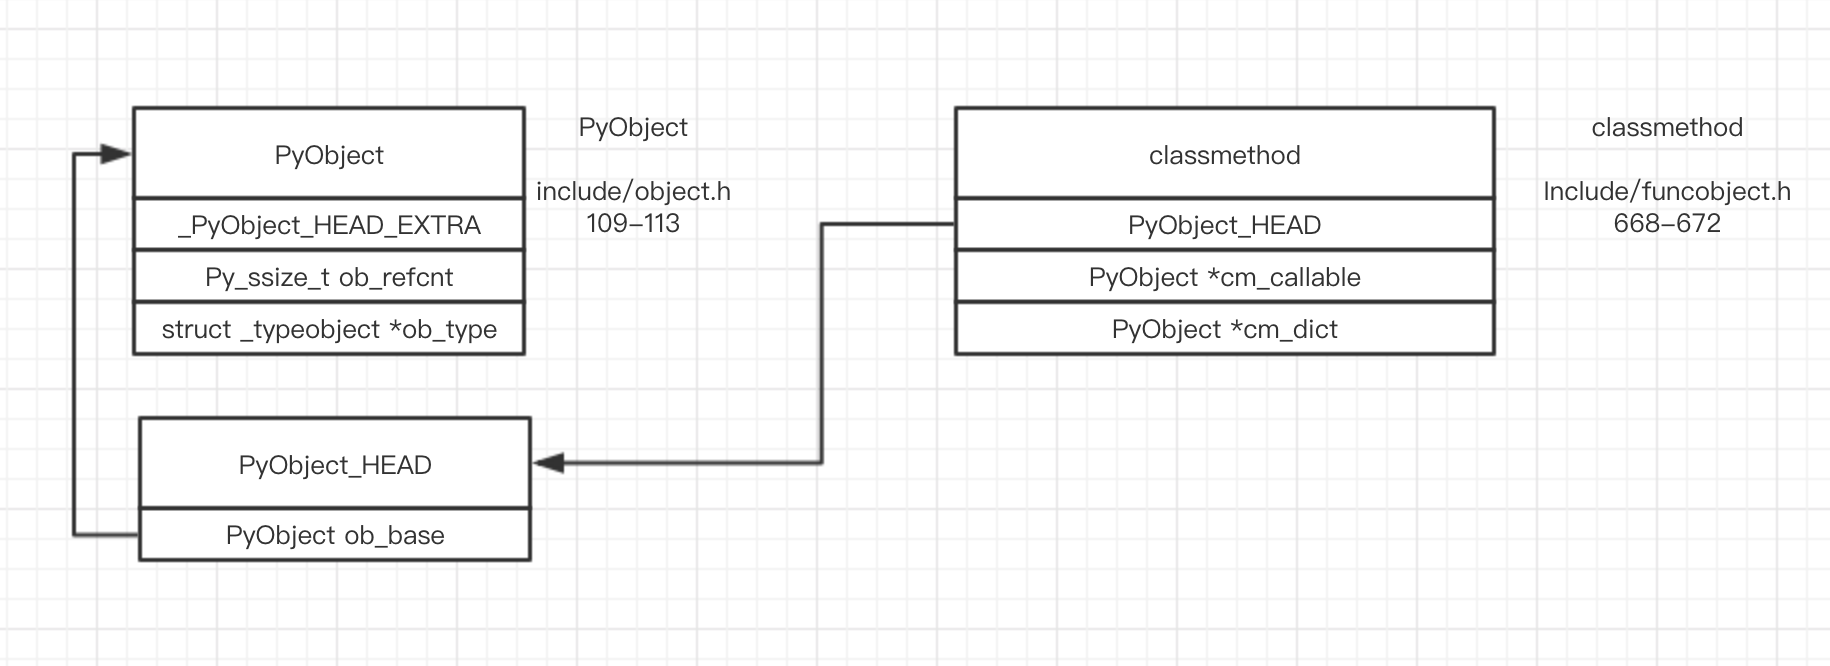 PyObject
_PyObject_HEAD_EXTRA
Py_ssize_t ob_refcnt
struct _typeobject *ob_type
PyObject
include/object.h
109-113
PyObject_HEAD
PyObject ob_base
classmethod
PyObject_HEAD
PyObject *cm_callable
PyObject *cm_dict
classmethod
Include/funcobject.h
668-672